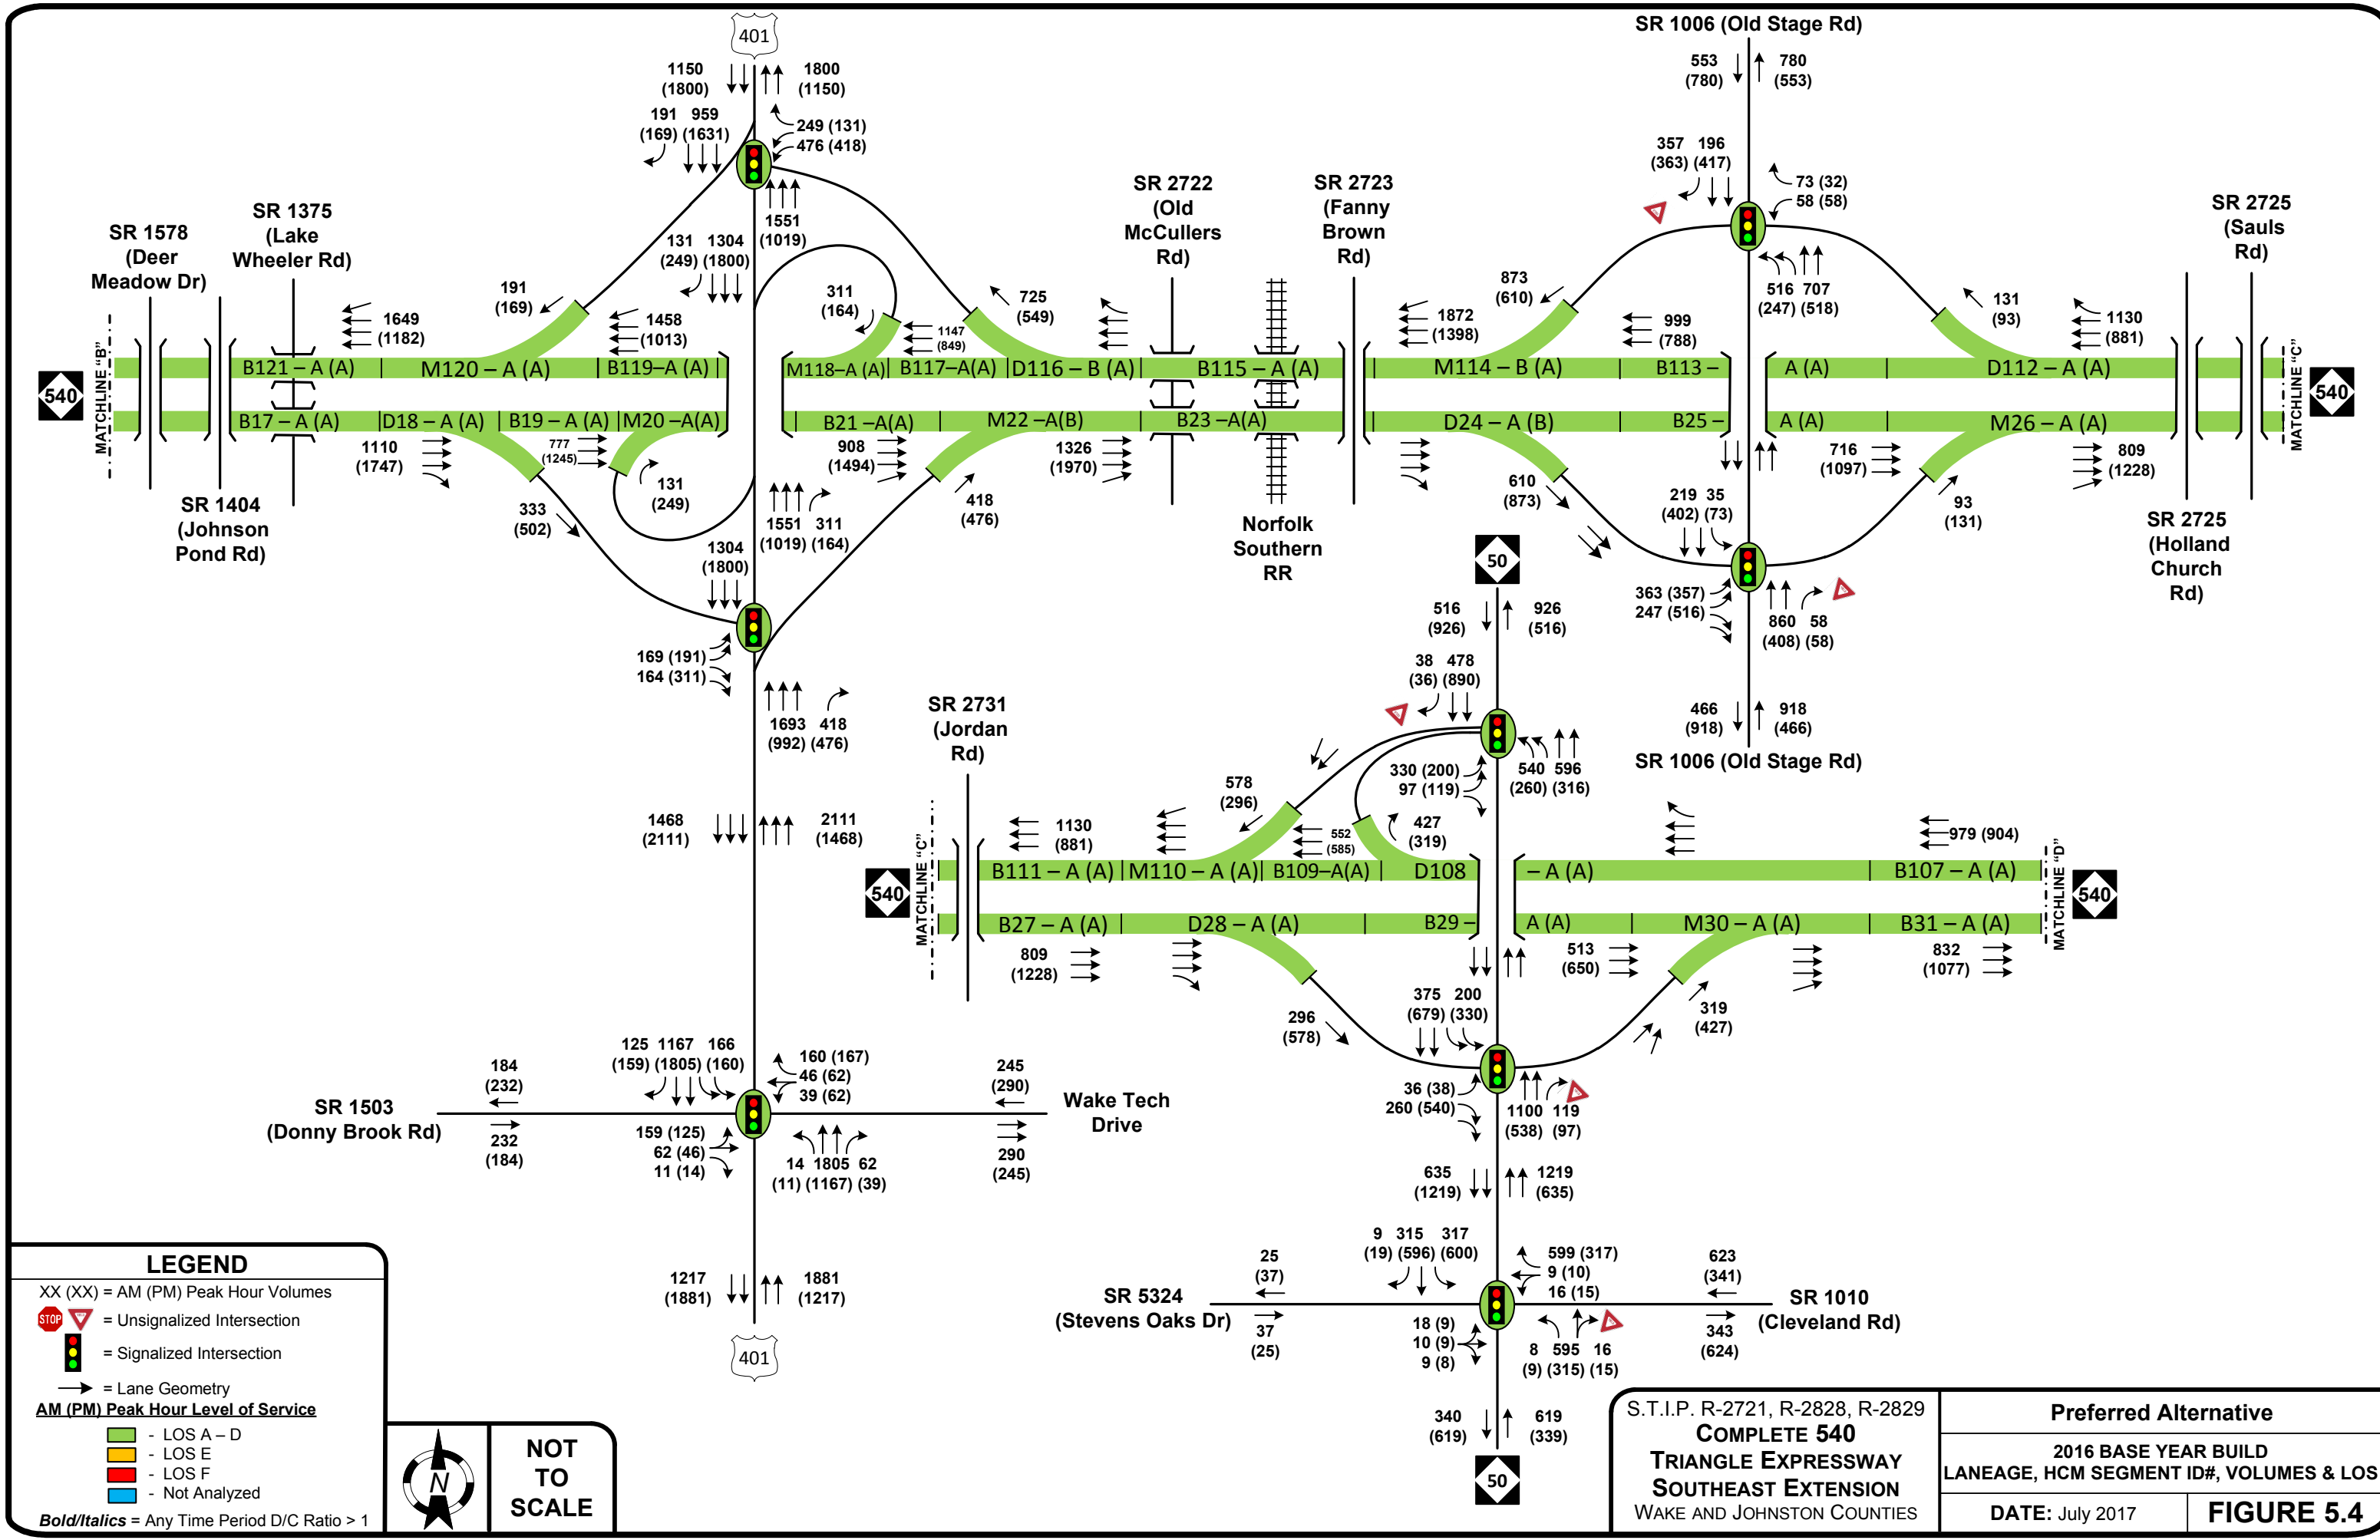 401
1150
(1800)
1800
(1150)
191 959
(169) (1631)
249 (131)
476 (418)
1551
(1019)
131 1304
(249) (1800)
SR 1578
(Deer
Meadow Dr)
SR 1375
(Lake
Wheeler Rd)
SR 1404
(Johnson
Pond Rd)
MATCHLINE "B"
540
1649
(1182)
191
(169)
1458
(1013)
311
(164)
1147
(849)
725
(549)
SR 2722
(Old
McCullers
Rd)
SR 2723
(Fanny
Brown
Rd)
Norfolk
Southern
RR
1872
(1398)
873
(610)
999
(788)
B121 – A (A)
M120 – A (A)
B119–A (A)
M118–A (A)
B117–A(A)
D116 – B (A)
B115 – A (A)
M114 – B (A)
B113 –
A (A)
D112 – A (A)
B17 – A (A)
D18 – A (A)
B19 – A (A)
M20 –A(A)
B21 –A(A)
M22 –A(B)
B23 –A(A)
D24 – A (B)
B25 –
A (A)
M26 – A (A)
1110
(1747)
777
(1245)
131
(249)
333
(502)
908
(1494)
1326
(1970)
418
(476)
1551 311
(1019) (164)
1304
(1800)
169 (191)
164 (311)
1693 418
(992) (476)
SR 1006 (Old Stage Rd)
553
(780)
780
(553)
357 196
(363) (417)
73 (32)
58 (58)
516 707
(247) (518)
131
(93)
1130
(881)
SR 2725
(Sauls
Rd)
SR 2725
(Holland
Church
Rd)
MATCHLINE "C"
540
716
(1097)
809
(1228)
93
(131)
610
(873)
219 35
(402) (73)
363 (357)
247 (516)
860 58
(408) (58)
466
(918)
918
(466)
SR 1006 (Old Stage Rd)
50
516
(926)
926
(516)
38 478
(36) (890)
330 (200)
97 (119)
540 596
(260) (316)
SR 2731
(Jordan
Rd)
MATCHLINE "C"
540
1130
(881)
578
(296)
552
(585)
427
(319)
979 (904)
B111 – A (A)
M110 – A (A)
B109–A(A)
D108
– A (A)
B107 – A (A)
B27 – A (A)
D28 – A (A)
B29 –
A (A)
M30 – A (A)
B31 – A (A)
MATCHLINE "D"
540
809
(1228)
296
(578)
513
(650)
832
(1077)
319
(427)
375 200
(679) (330)
36 (38)
260 (540)
1100 119
(538) (97)
635
(1219)
1219
(635)
1468
(2111)
2111
(1468)
125 1167 166
(159) (1805) (160)
160 (167)
46 (62)
39 (62)
184
(232)
245
(290)
SR 1503
(Donny Brook Rd)
Wake Tech
Drive
232
(184)
159 (125)
62 (46)
11 (14)
14 1805 62
(11) (1167) (39)
290
(245)
1217
(1881)
1881
(1217)
401
9 315 317
(19) (596) (600)
599 (317)
9 (10)
16 (15)
25
(37)
623
(341)
SR 5324
(Stevens Oaks Dr)
SR 1010
(Cleveland Rd)
37
(25)
18 (9)
10 (9)
9 (8)
8 595 16
(9) (315) (15)
343
(624)
340
(619)
619
(339)
50
LEGEND
XX (XX) = AM (PM) Peak Hour Volumes
STOP = Unsignalized Intersection
= Signalized Intersection
= Lane Geometry
AM (PM) Peak Hour Level of Service
- LOS A – D
- LOS E
- LOS F
- Not Analyzed
Bold/Italics = Any Time Period D/C Ratio > 1
N
NOT
TO
SCALE
S.T.I.P. R-2721, R-2828, R-2829
COMPLETE 540
TRIANGLE EXPRESSWAY
SOUTHEAST EXTENSION
WAKE AND JOHNSTON COUNTIES
Preferred Alternative
2016 BASE YEAR BUILD
LANEAGE, HCM SEGMENT ID#, VOLUMES & LOS
DATE: July 2017
FIGURE 5.4